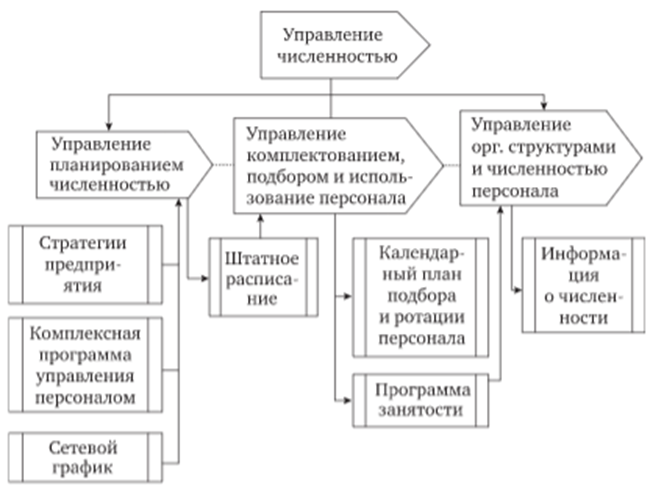 Управление
численностью
Управление
планированием
численностью
Управление
комплектованием,
подбором и исполь-
зование персонала
Управление
орг. структурами
и численностью
персонала
Стратегии
предпри-
ятия
Штатное
расписа-
ние
Календар-
ный план
подбора
и ротации
персонала
Информа-
ция
о числен-
ности
Комплексная
программа
управления
персоналом
Программа
занятости
Сетевой
график